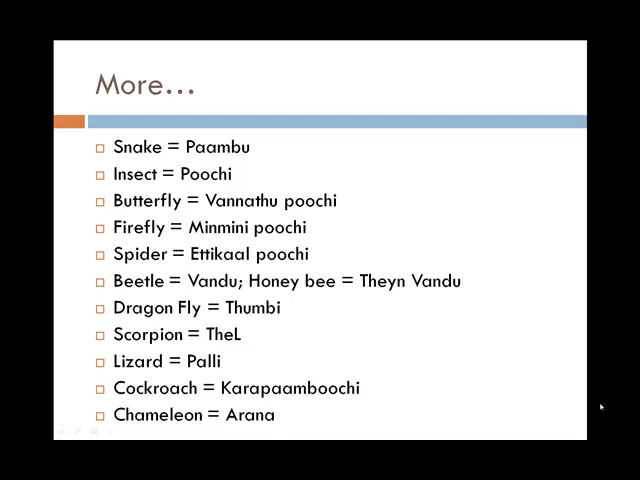 More...
Snake = Paambu
Insect = Poochi
Butterfly = Vannathu poochi
Firefly = Minmini poochi
Spider = Ettikaal poochi
Beetle = Vandu; Honey bee = Theyn Vandu
Dragon Fly = Thumbi
Scorpion = TheL
Lizard = Palli
Cockroach = Karapaamboochi
Chameleon = Arana